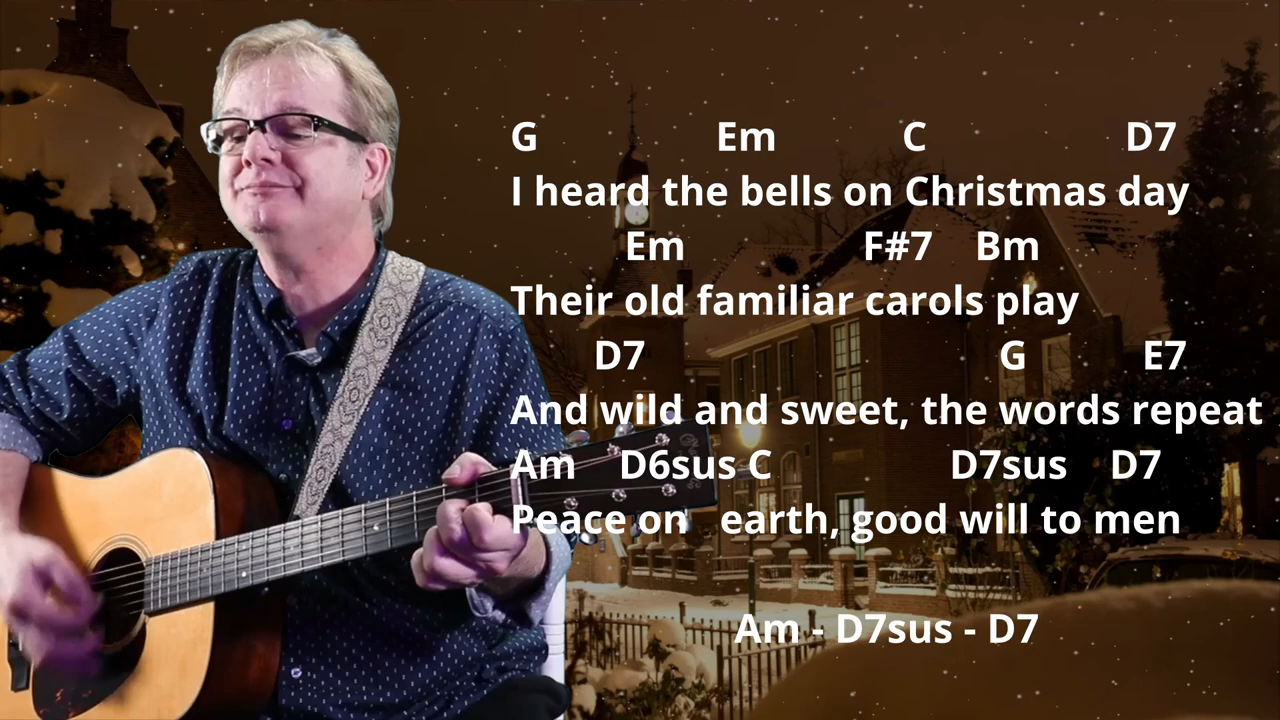 G Em C D7
I heard the bells on Christmas day
Em F#7 Bm
Their old familiar carols play
D7 G E7
And wild and sweet, the words repeat
Am D6sus C D7sus D7
Peace on earth, good will to men
Am - D7sus - D7